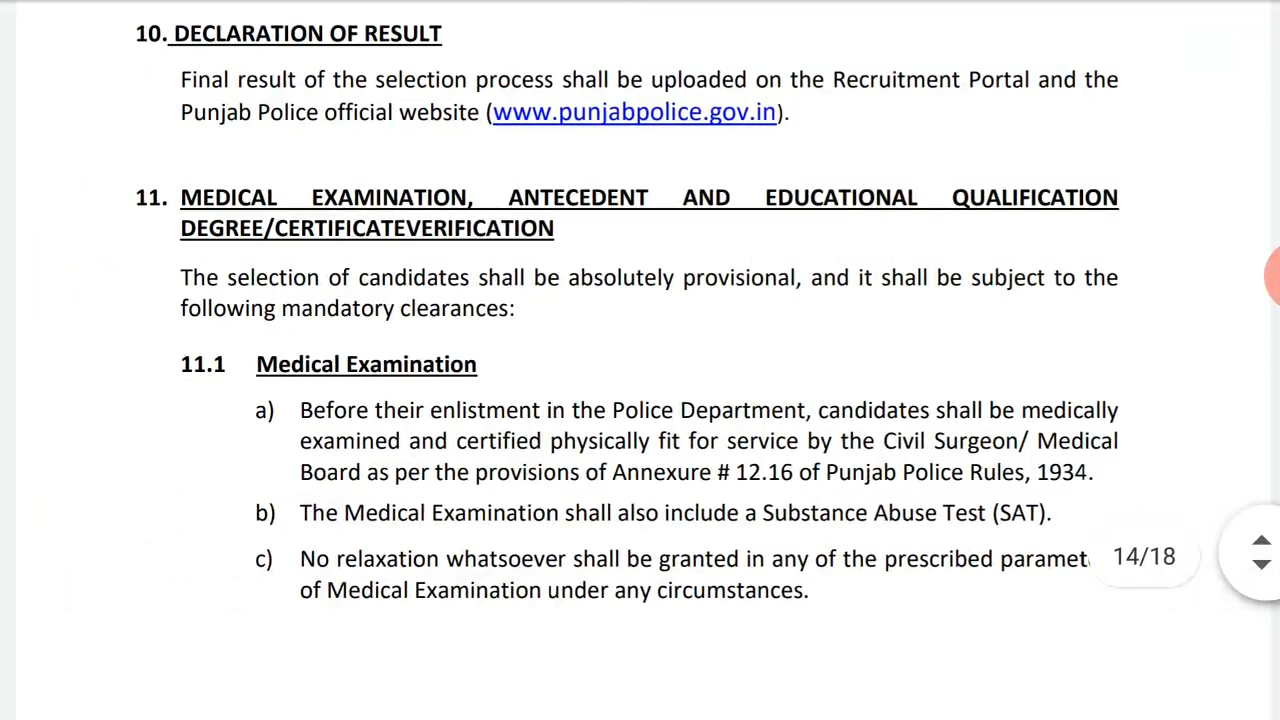 10. DECLARATION OF RESULT
Final result of the selection process shall be uploaded on the Recruitment Portal and the
Punjab Police official website (www.punjabpolice.gov.in).
11. MEDICAL EXAMINATION, ANTECEDENT AND EDUCATIONAL QUALIFICATION
DEGREE/CERTIFICATEVERIFICATION
The selection of candidates shall be absolutely provisional, and it shall be subject to the
following mandatory clearances:
11.1 Medical Examination
a) Before their enlistment in the Police Department, candidates shall be medically
examined and certified physically fit for service by the Civil Surgeon/ Medical
Board as per the provisions of Annexure # 12.16 of Punjab Police Rules, 1934.
b) The Medical Examination shall also include a Substance Abuse Test (SAT).
c) No relaxation whatsoever shall be granted in any of the prescribed paramet
14/18
of Medical Examination under any circumstances.